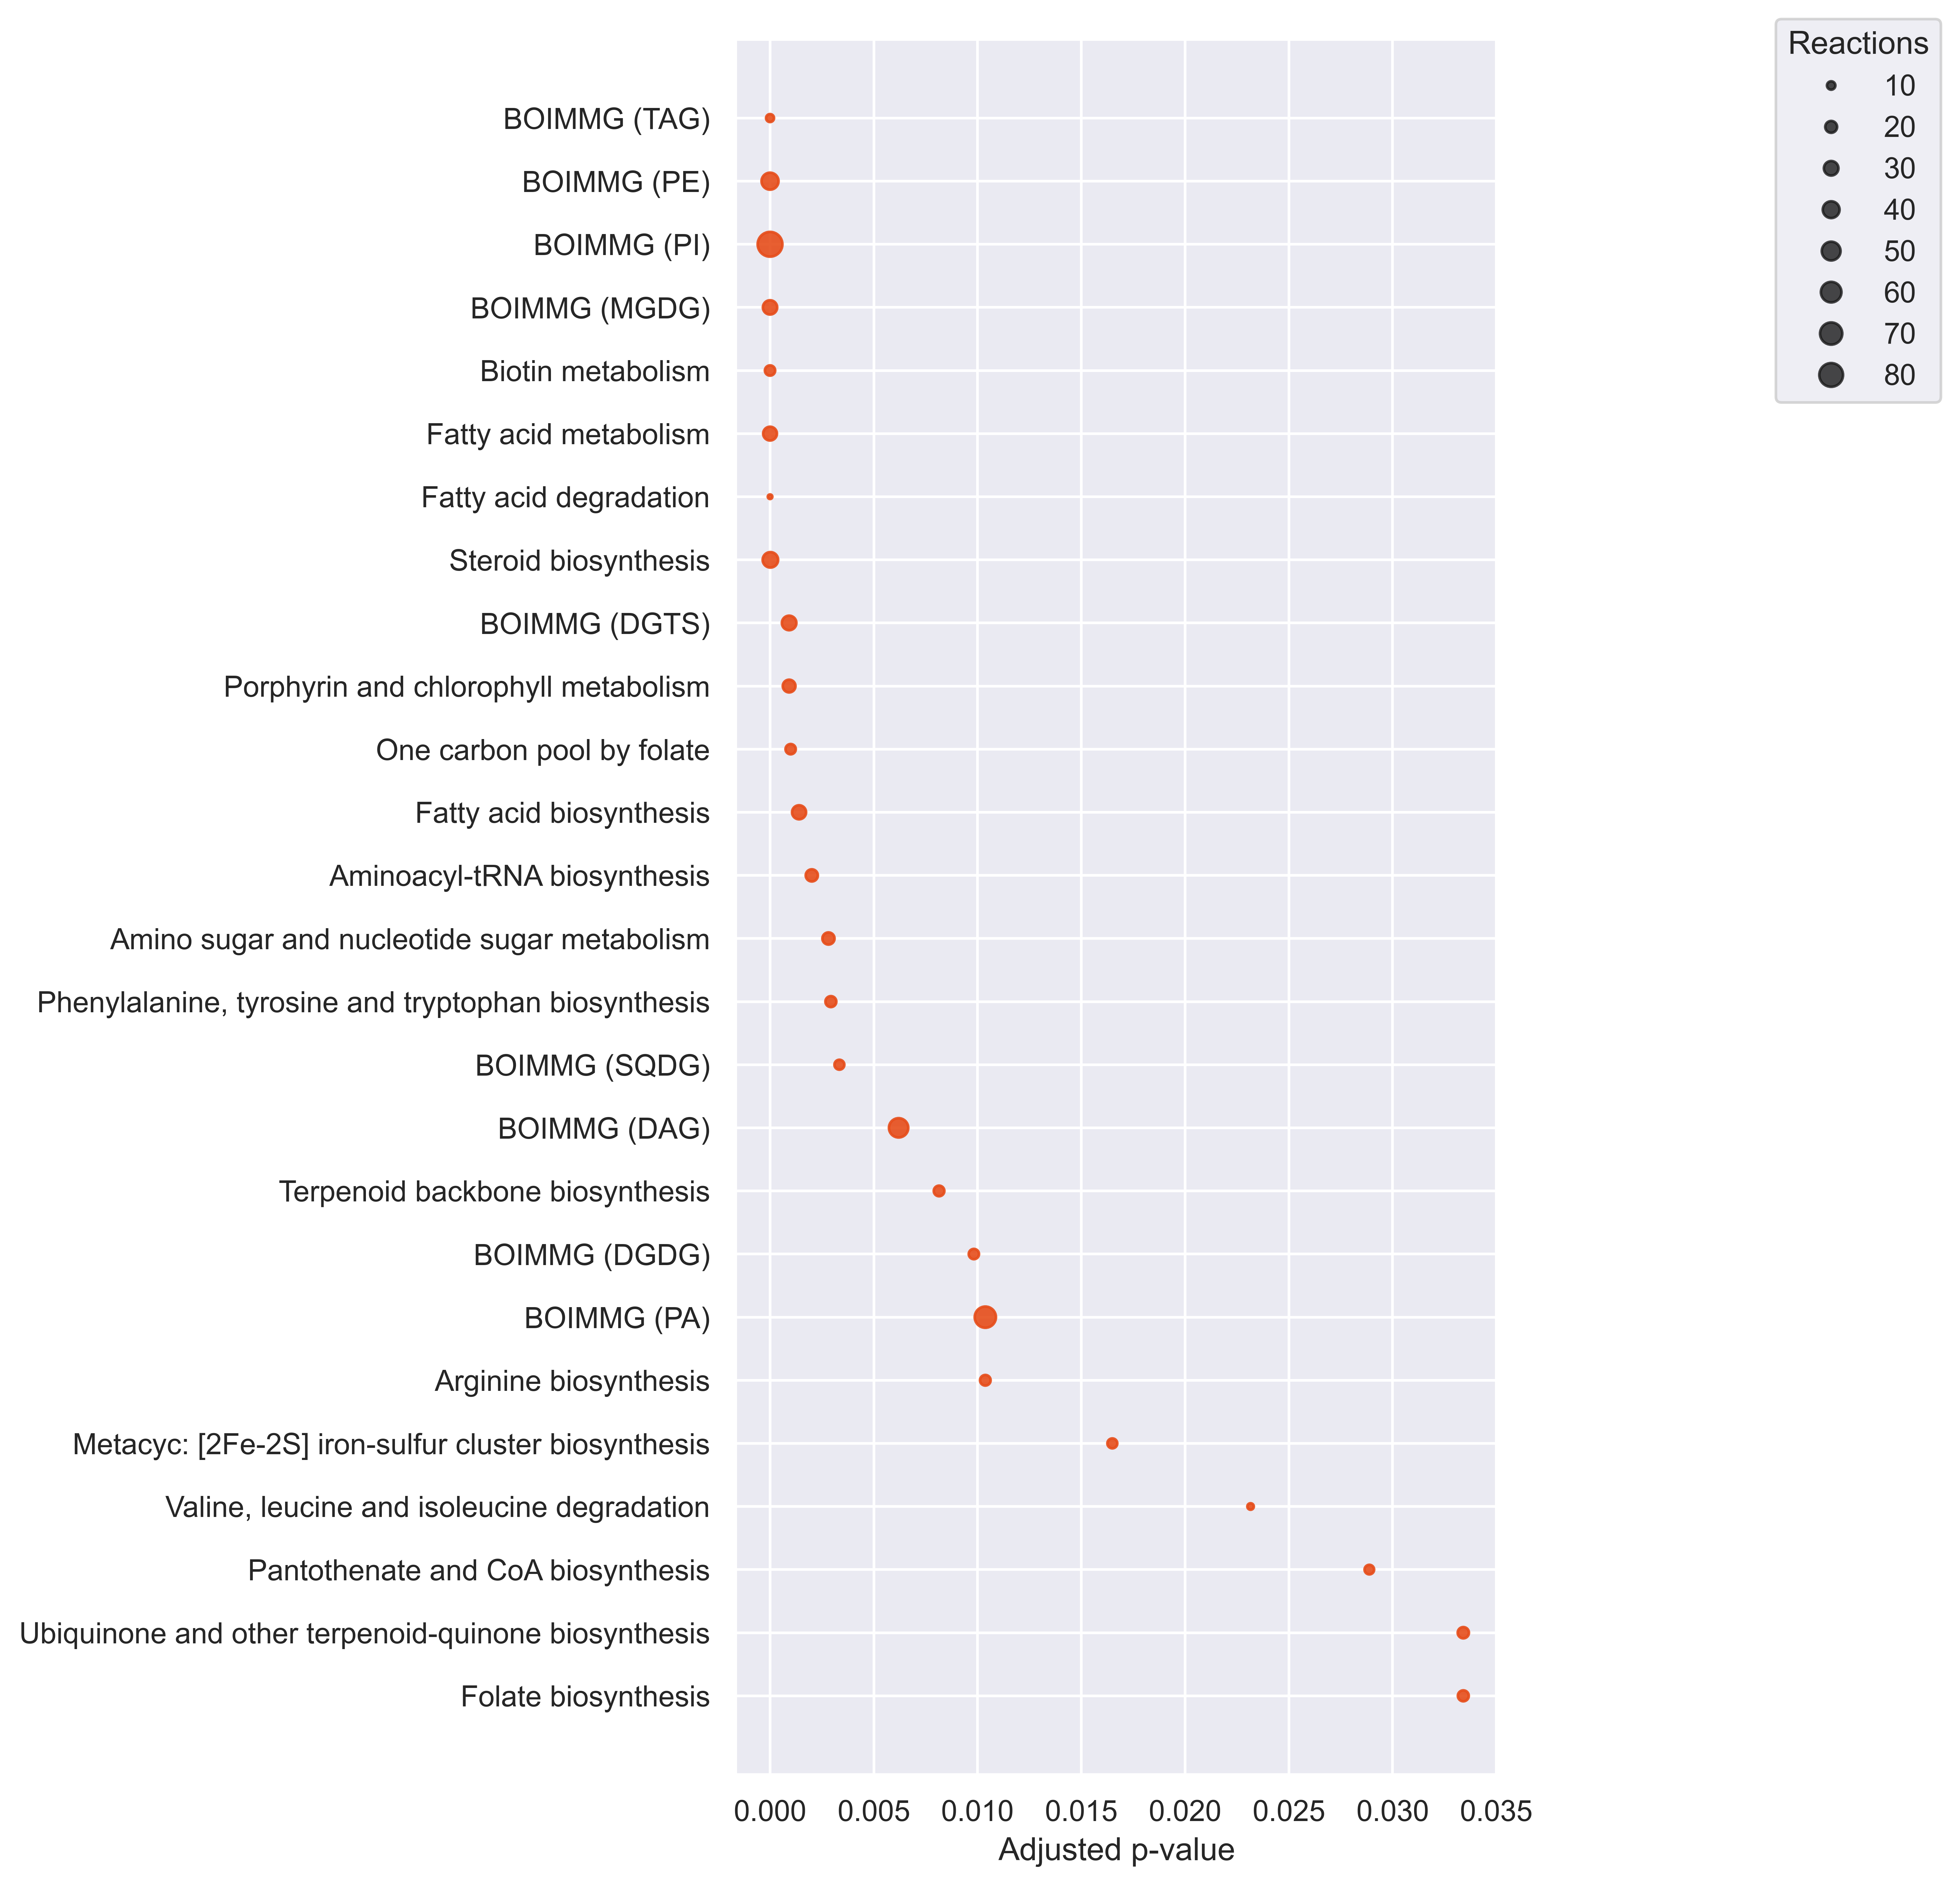 Reactions
10
20
30
40
50
60
70
80
BOIMMG (TAG)
BOIMMG (PE)
BOIMMG (PI)
BOIMMG (MGDG)
Biotin metabolism
Fatty acid metabolism
Fatty acid degradation
Steroid biosynthesis
BOIMMG (DGTS)
Porphyrin and chlorophyll metabolism
One carbon pool by folate
Fatty acid biosynthesis
Aminoacyl-tRNA biosynthesis
Amino sugar and nucleotide sugar metabolism
Phenylalanine, tyrosine and tryptophan biosynthesis
BOIMMG (SQDG)
BOIMMG (DAG)
Terpenoid backbone biosynthesis
BOIMMG (DGDG)
BOIMMG (PA)
Arginine biosynthesis
Metacyc: [2Fe-2S] iron-sulfur cluster biosynthesis
Valine, leucine and isoleucine degradation
Pantothenate and CoA biosynthesis
Ubiquinone and other terpenoid-quinone biosynthesis
Folate biosynthesis
0.000 0.005 0.010 0.015 0.020 0.025 0.030 0.035
Adjusted p-value